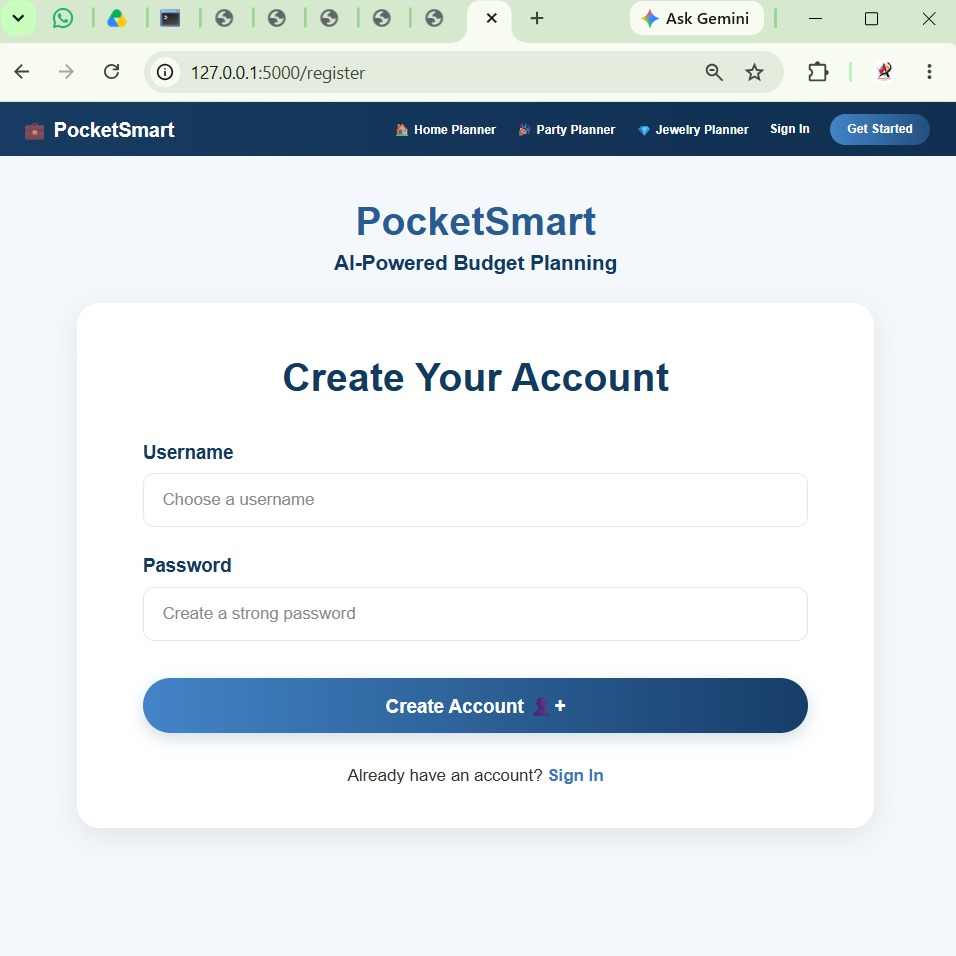 Ask Gemini
127.0.0.1:5000/register
PocketSmart
Home Planner
Party Planner
Jewelry Planner
Sign In
Get Started
PocketSmart
AI-Powered Budget Planning
Create Your Account
Username
Choose a username
Password
Create a strong password
Create Account +
Already have an account? Sign In